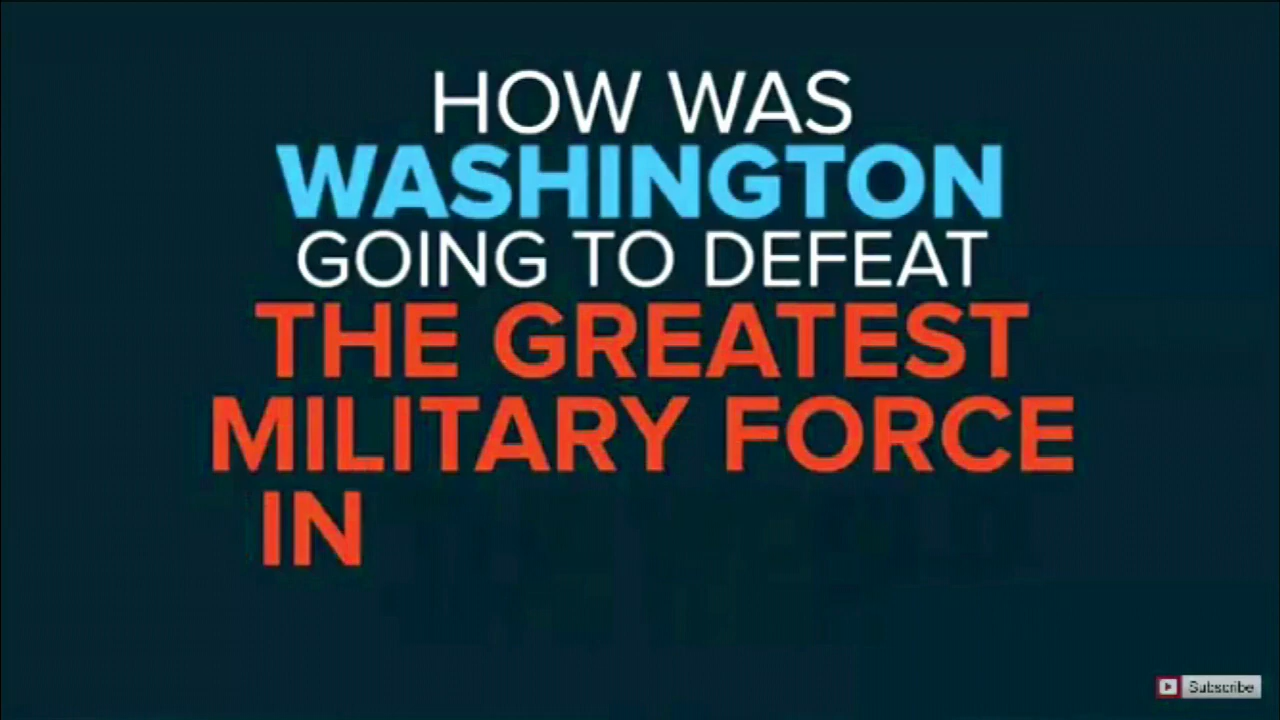 HOW WAS
WASHINGTON
GOING TO DEFEAT
THE GREATEST
MILITARY FORCE
IN
Subscribe